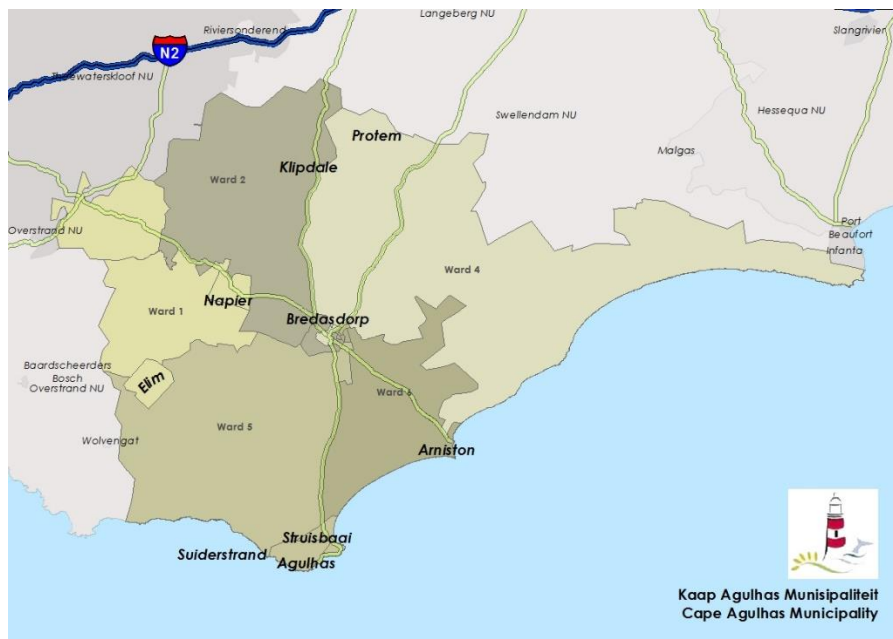 Langeberg NU
Riviersonderend
Slangrivier
N2
Theewaterskloof NU
Hessequa NU
Swellendam NU
Protem
Malgas
Klipdale
Ward 2
Port
Beaufort
Infanta
Overstrand NU
Ward 4
Napier
Ward 1
Bredasdorp
Baardscheerders
Bosch
Overstrand NU
Elim
Ward 6
Ward 5
Wolvengat
Arniston
Struisbaai
Suiderstrand
Agulhas
Kaap Agulhas Munisipaliteit
Cape Agulhas Municipality